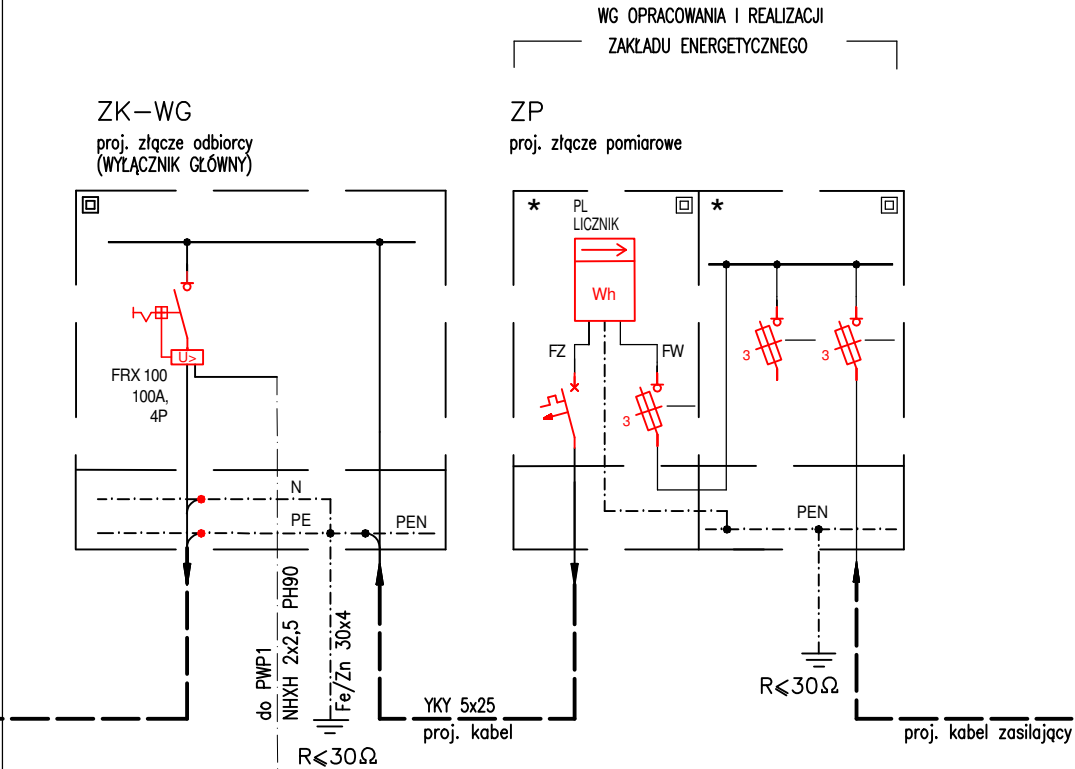 WG OPRACOWANIA I REALIZACJI
ZAKŁADU ENERGETYCZNEGO
ZK-WG
proj. złącze odbiorcy
(WYŁĄCZNIK GŁÓWNY)
ZP
proj. złącze pomiarowe
* PL
LICZNIK
*
Wh
U>
FRX 100
100A,
4P
FZ
FW
3
3
3
N
PE
PEN
PEN
do PWP1
NHXH 2x2,5 PH90
Fe/Zn 30x4
R⩽30Ω
YKY 5x25
proj. kabel
R⩽30Ω
proj. kabel zasilający